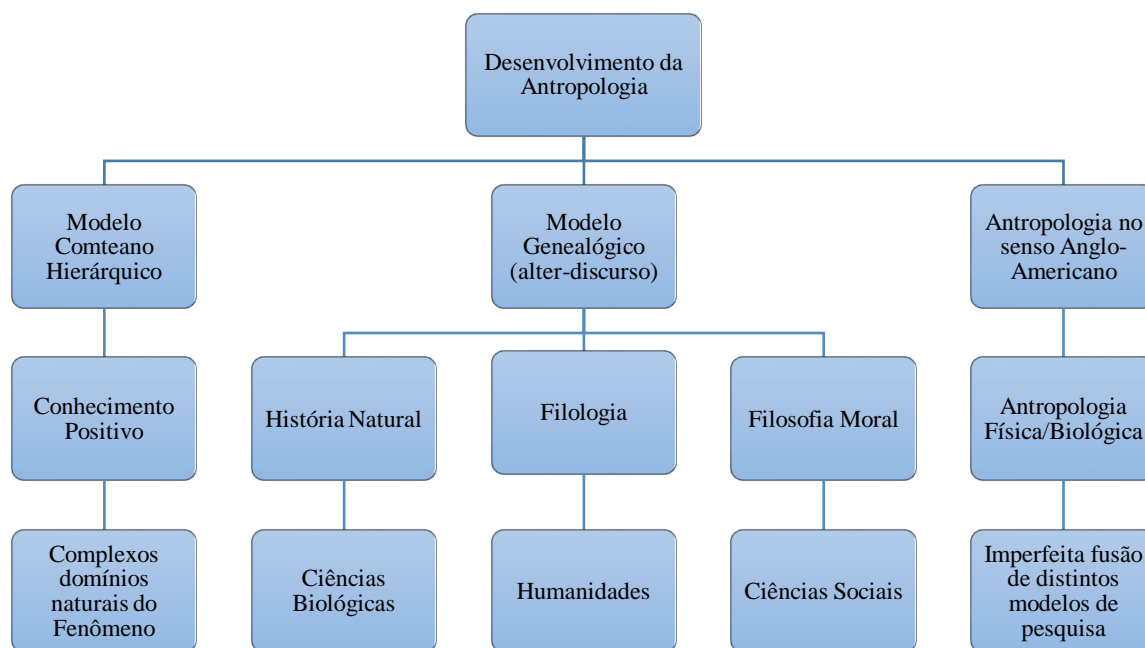 Desenvolvimento da
Antropologia
Modelo
Comteano
Hierárquico
Modelo
Genealógico
(alter-discurso)
Antropologia no
senso Anglo-
Americano
Conhecimento
Positivo
História Natural
Filologia
Filosofia Moral
Antropologia
Física/Biológica
Complexos
domínios
naturais do
Fenômeno
Ciências
Biológicas
Humanidades
Ciências Sociais
Imperfeita fusão
de distintos
modelos de
pesquisa